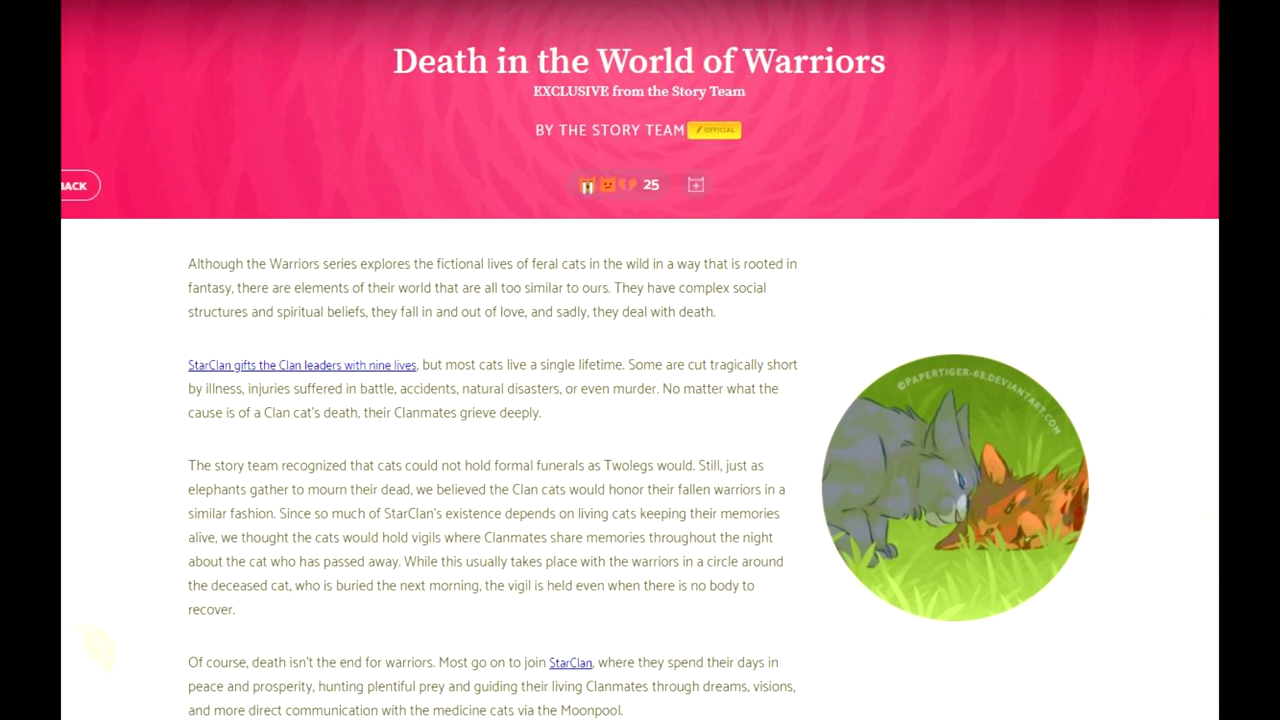 Death in the World of Warriors
EXCLUSIVE from the Story Team
BY THE STORY TEAM OFFICIAL
BACK
25
Although the Warriors series explores the fictional lives of feral cats in the wild in a way that is rooted in
fantasy, there are elements of their world that are all too similar to ours. They have complex social
structures and spiritual beliefs, they fall in and out of love, and sadly, they deal with death.
StarClan gifts the Clan leaders with nine lives, but most cats live a single lifetime. Some are cut tragically short
by illness, injuries suffered in battle, accidents, natural disasters, or even murder. No matter what the
cause is of a Clan cat's death, their Clanmates grieve deeply.
©PAPERTIGER-63.DEVIANTART.COM
The story team recognized that cats could not hold formal funerals as Twolegs would. Still, just as
elephants gather to mourn their dead, we believed the Clan cats would honor their fallen warriors in a
similar fashion. Since so much of StarClan's existence depends on living cats keeping their memories
alive, we thought the cats would hold vigils where Clanmates share memories throughout the night
about the cat who has passed away. While this usually takes place with the warriors in a circle around
the deceased cat, who is buried the next morning, the vigil is held even when there is no body to
recover.
Of course, death isn't the end for warriors. Most go on to join StarClan, where they spend their days in
peace and prosperity, hunting plentiful prey and guiding their living Clanmates through dreams, visions,
and more direct communication with the medicine cats via the Moonpool.